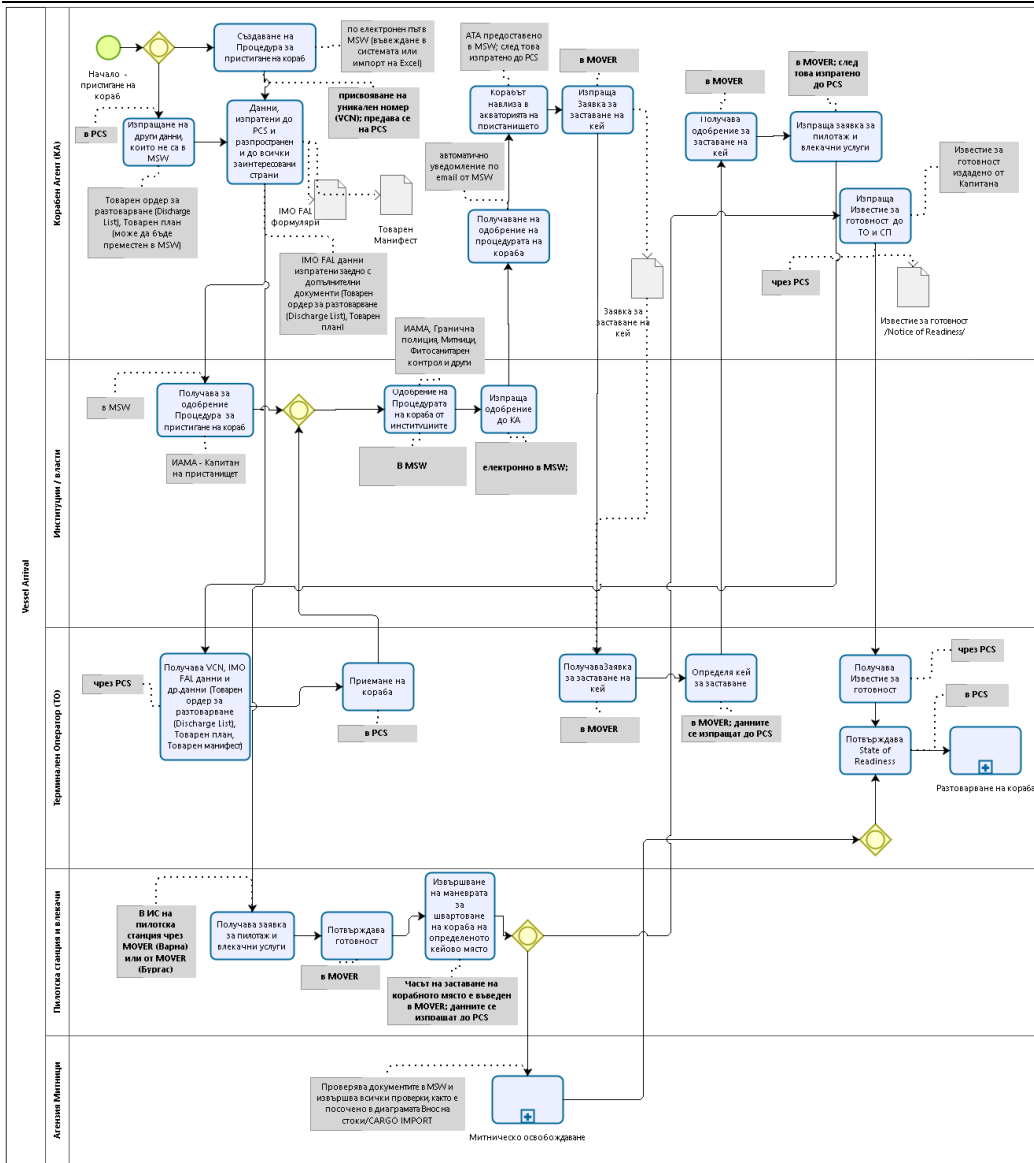 Vessel Arrival
Корабен Агент (КА)
Начало -
пристигане на
кораб
Създаване на
Процедура за
пристигане на кораб
по електронен път в
MSW (въвеждане в
системата или
импорт на Excel)
присвояване на
уникален номер
(VCN); предава се
на PCS
в PCS
Изпращане на
други данни,
които не са в
MSW
Данни,
изпратени до
PCS и
разпространен
и до всички
заинтересовани
страни
Товарен ордер за
разтоварване (Discharge
List), Товарен план
(може да бъде
преместен в MSW)
IMO FAL
формуляри
Товарен
Манифест
IMO FAL данни
изпратени заедно с
допълнителни
документи (Товарен
ордер за разтоварване
(Discharge List), Товарен
план)
АТА предоставено
в MSW; след това
изпратено до PCS
Корабът
навлиза в
акваторията на
пристанището
автоматично
уведомление по
email от MSW
Получаване на
одобрение на
процедурата на
кораба
в MOVER
Изпраща
Заявка за
заставане на
кей
Заявка за
заставане на
кей
в MOVER
Получава
одобрение за
заставане на
кей
в MOVER; след
това изпратено
до PCS
Изпраща заявка за
пилотаж и
влекачни услуги
Известие за
готовност
издадено от
Капитана
Изпраща
Известие за
готовност до
ТО и СП
чрез PCS
Известие за готовност
/Notice of Readiness/
Институции / власти
в MSW
Получава за
одобрение
Процедура за
пристигане на кораб
ИАМА - Капитан
на пристанищет
ИАМА, Гранична
полиция, Митници,
Фитосанитарен
контрол и други
Одобрение на
Процедурата
на кораба от
институциите
В MSW
Изпраща
одобрение
до КА
електронно в MSW;
Терминален Оператор (ТО)
чрез PCS
Получава VCN, IMO
FAL данни и
др.данни (Товарен
ордер за
разтоварване
(Discharge List),
Товарен план,
Товарен манифест)
Приемане на
кораба
в PCS
Получава Заявка
за заставане на
кей
в MOVER
Определя кей
за заставане
в MOVER; данните
се изпращат до PCS
Получава
Известие за
готовност
чрез PCS
в PCS
Потвърждава
State of
Readiness
Разтоварване на кораба
Пилотска станция и влекачи
В ИС на
пилотска
станция чрез
MOVER (Варна)
или от MOVER
(Бургас)
Получава заявка
за пилотаж и
влекачни услуги
Потвърждава
готовност
в MOVER
Извършване
на маневрата
за
швартоване
на кораба на
определеното
кейово място
Часът на заставане на
корабното място е въведен
в MOVER; данните се
изпращат до PCS
Агензия Митници
Проверява документите в MSW и
извършва всички проверки, както е
посочено в диаграмата Внос на
стоки/CARGO IMPORT
Митническо освобождаване